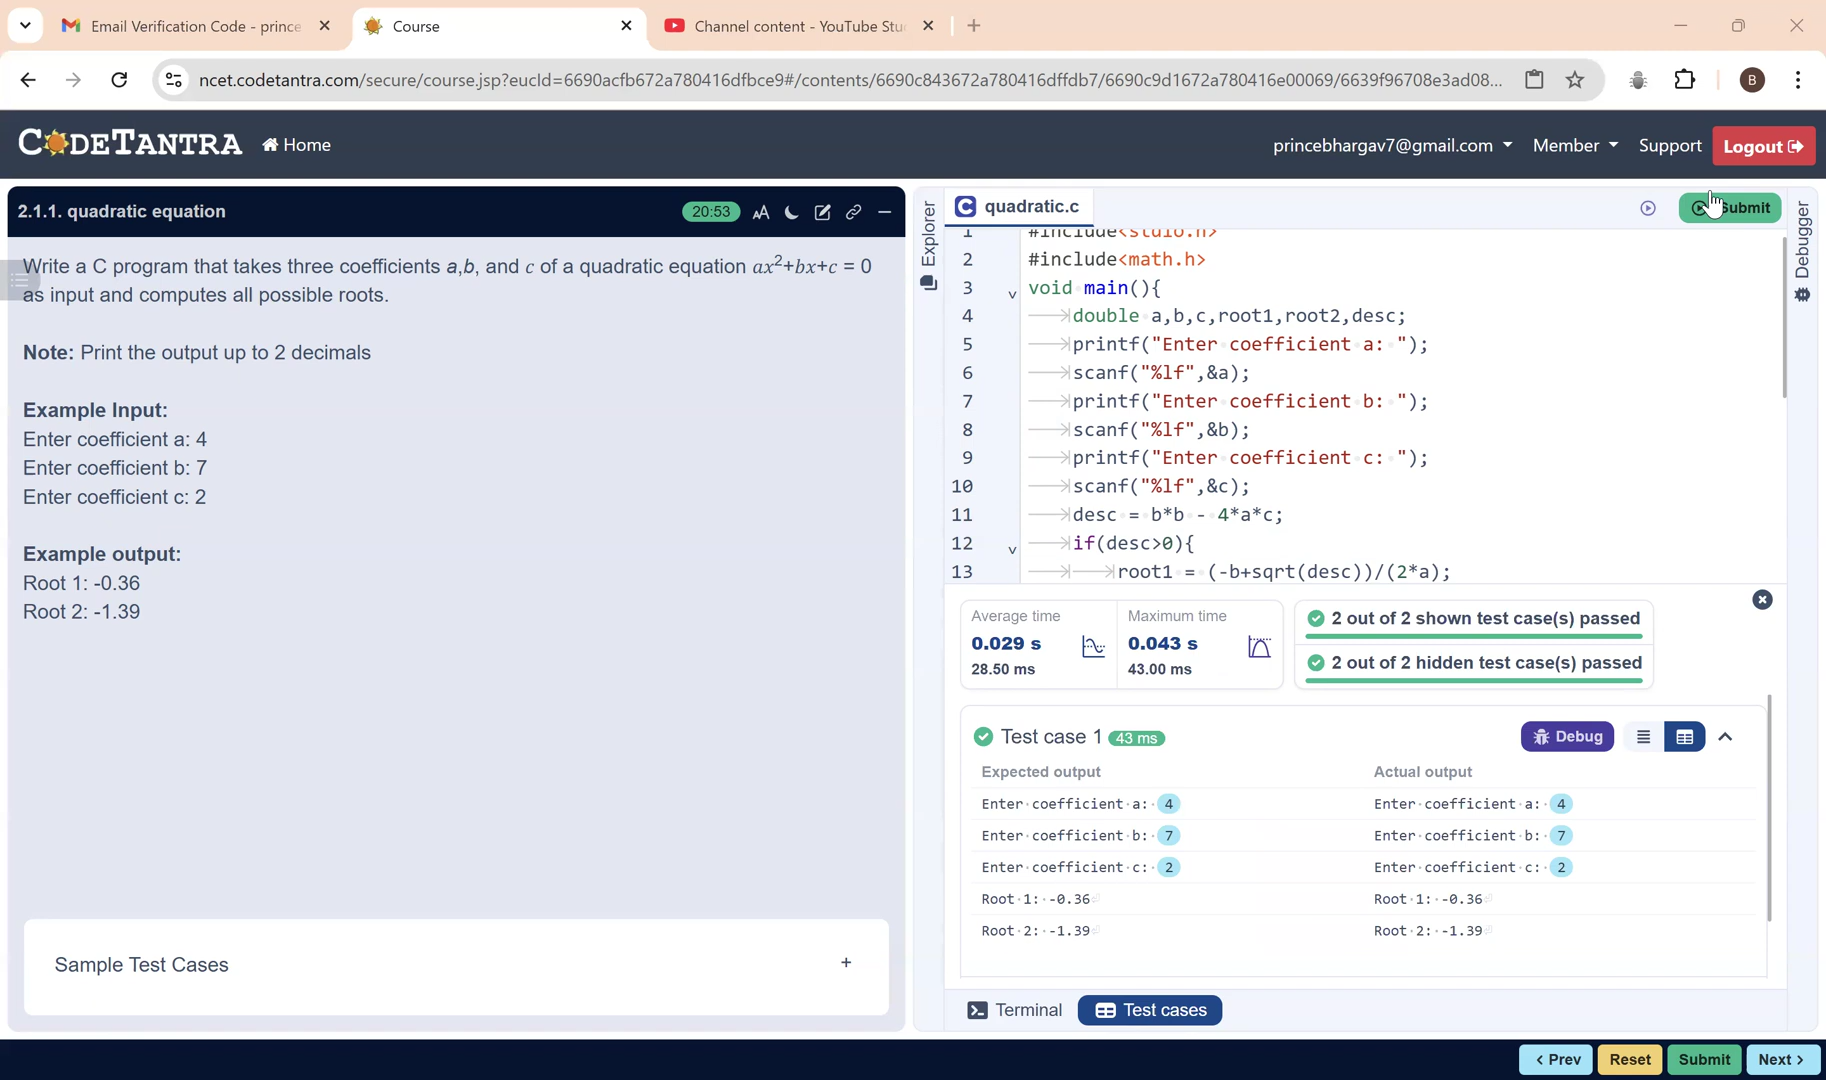 Email Verification Code - prince
Course
Channel content - YouTube Stu
ncet.codetantra.com/secure/course.jsp?eucId=6690acfb672a780416dfbce9#/contents/6690c843672a780416dffdb7/6690c9d1672a780416e00069/6639f96708e3ad08...
B
CODETANTRA
Home
princebhargav7@gmail.com
Member
Support
Logout
2.1.1. quadratic equation
20:53
AA
Write a C program that takes three coefficients a,b, and c of a quadratic equation ax²+bx+c = 0
as input and computes all possible roots.
Note: Print the output up to 2 decimals
Example Input:
Enter coefficient a: 4
Enter coefficient b: 7
Enter coefficient c: 2
Example output:
Root 1: -0.36
Root 2: -1.39
Sample Test Cases +
Explorer
C quadratic.c
Submit
Debugger
1 #include<stdio.h>
2 #include<math.h>
3 void main(){
4 double a,b,c,root1,root2,desc;
5 printf("Enter coefficient a: ");
6 scanf("%lf",&a);
7 printf("Enter coefficient b: ");
8 scanf("%lf",&b);
9 printf("Enter coefficient c: ");
10 scanf("%lf",&c);
11 desc = b*b - 4*a*c;
12 if(desc>0){
13 root1 = (-b+sqrt(desc))/(2*a);
Average time
0.029 s
28.50 ms
Maximum time
0.043 s
43.00 ms
2 out of 2 shown test case(s) passed
2 out of 2 hidden test case(s) passed
Test case 1 43 ms
Debug
Expected output Actual output
Enter coefficient a: 4 Enter coefficient a: 4
Enter coefficient b: 7 Enter coefficient b: 7
Enter coefficient c: 2 Enter coefficient c: 2
Root 1: -0.36 Root 1: -0.36
Root 2: -1.39 Root 2: -1.39
Terminal
Test cases
< Prev
Reset
Submit
Next >